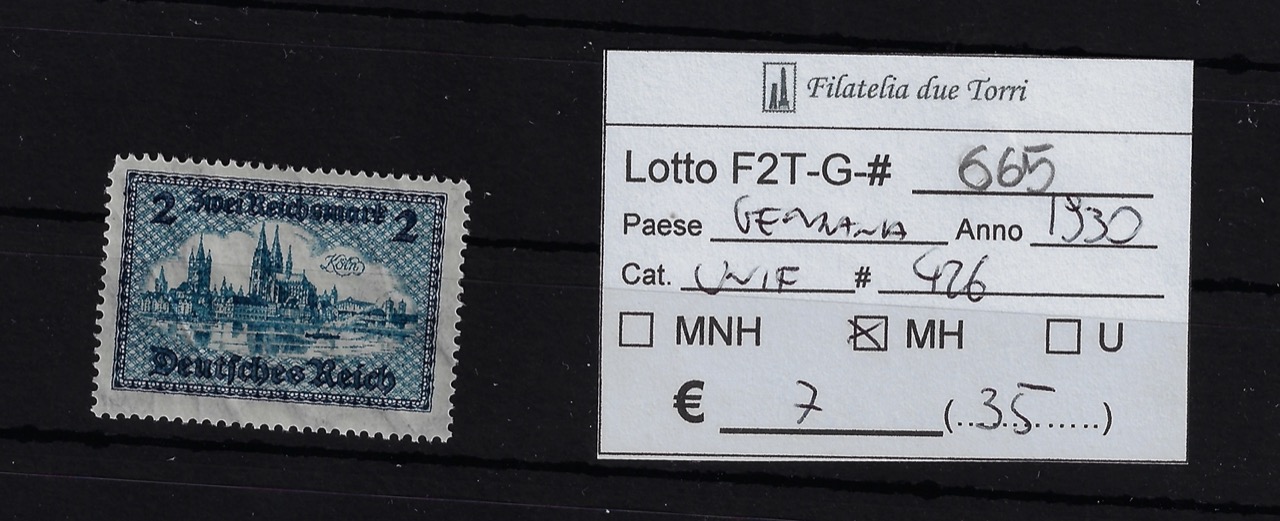 2 Zwei Reichsmark 2
Köln
Deutsches Reich
Filatelia due Torri
Lotto F2T-G-# 665
Paese GERMANIA Anno 1930
Cat. UNIF # 426
MNH MH U
€ 7 (..35......)